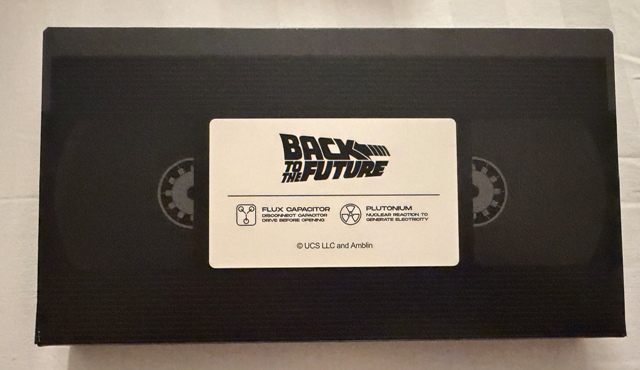 BACK
TO THE FUTURE
FLUX CAPACITOR
DISCONNECT CAPACITOR
DRIVE BEFORE OPENING
PLUTONIUM
NUCLEAR REACTION TO
GENERATE ELECTRICITY
© UCS LLC and Amblin